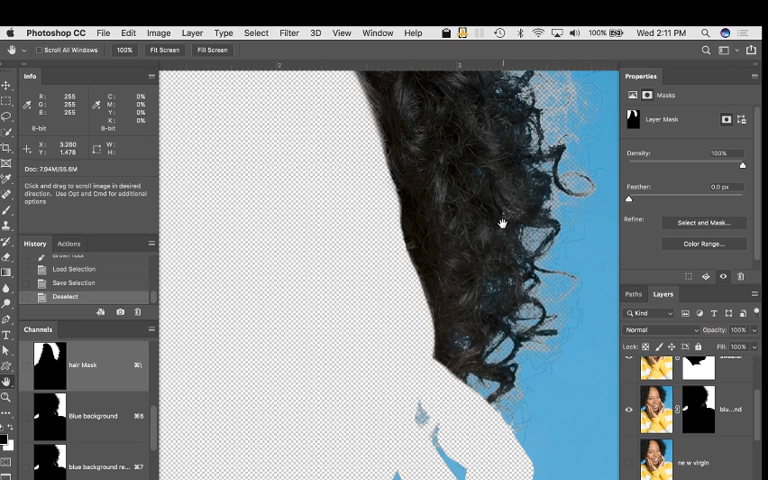 Photoshop CC File Edit Image Layer Type Select Filter 3D View Window Help 100% Wed 2:11 PM
Scroll All Windows 100% Fit Screen Fill Screen
2 3
Info
R: 255 C: 0%
G: 255 M: 0%
B: 255 Y: 0%
K: 0%
8-bit 8-bit
X: 3.260 W:
Y: 1.478 H:
Doc: 7.94M/55.6M
Click and drag to scroll image in desired
direction. Use Opt and Cmd for additional
options
History Actions
Load Selection
Save Selection
Deselect
Channels
hair Mask
Blue background ⌘6
blue background re... ⌘7
Properties
Masks
Layer Mask
Density: 100%
Feather: 0.0 px
Refine: Select and Mask...
Color Range...
Paths Layers
Kind
Normal Opacity: 100%
Lock: Fill: 100%
blu...nd
ne w virgin